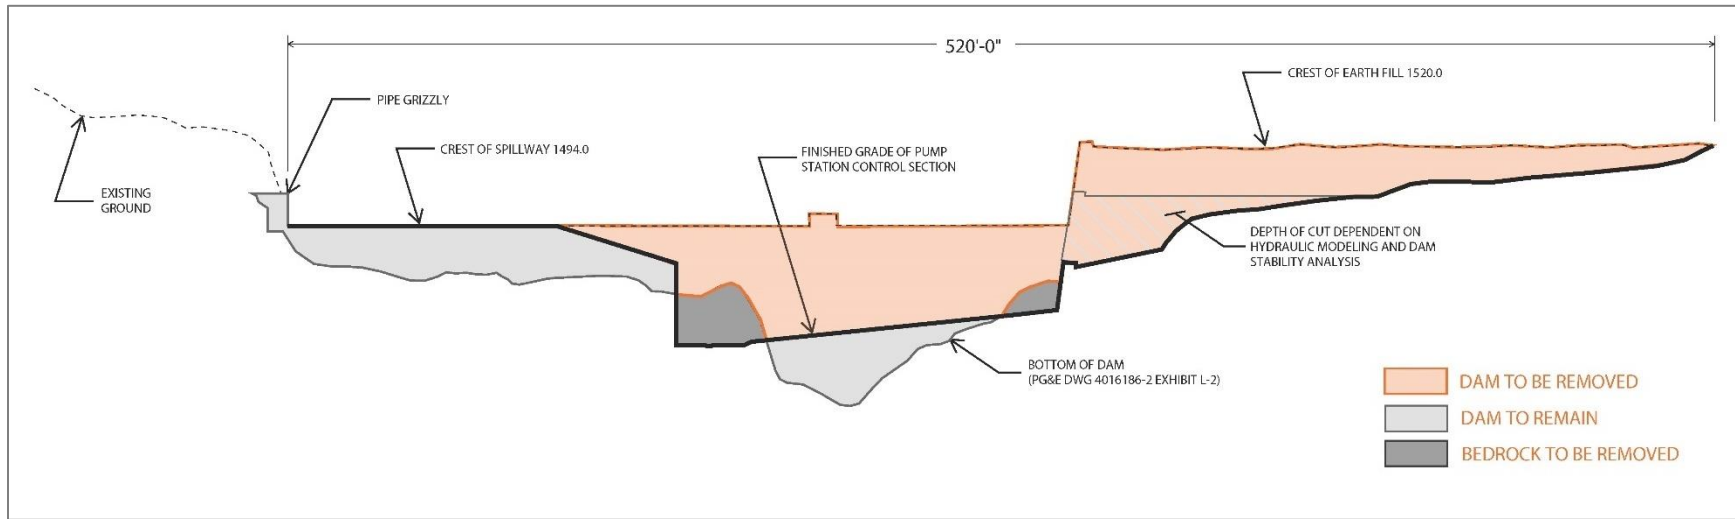 520'-0"
CREST OF EARTH FILL 1520.0
PIPE GRIZZLY
CREST OF SPILLWAY 1494.0
FINISHED GRADE OF PUMP
STATION CONTROL SECTION
EXISTING
GROUND
DEPTH OF CUT DEPENDENT ON
HYDRAULIC MODELING AND DAM
STABILITY ANALYSIS
BOTTOM OF DAM
(PG&E DWG 4016186-2 EXHIBIT L-2)
DAM TO BE REMOVED
DAM TO REMAIN
BEDROCK TO BE REMOVED